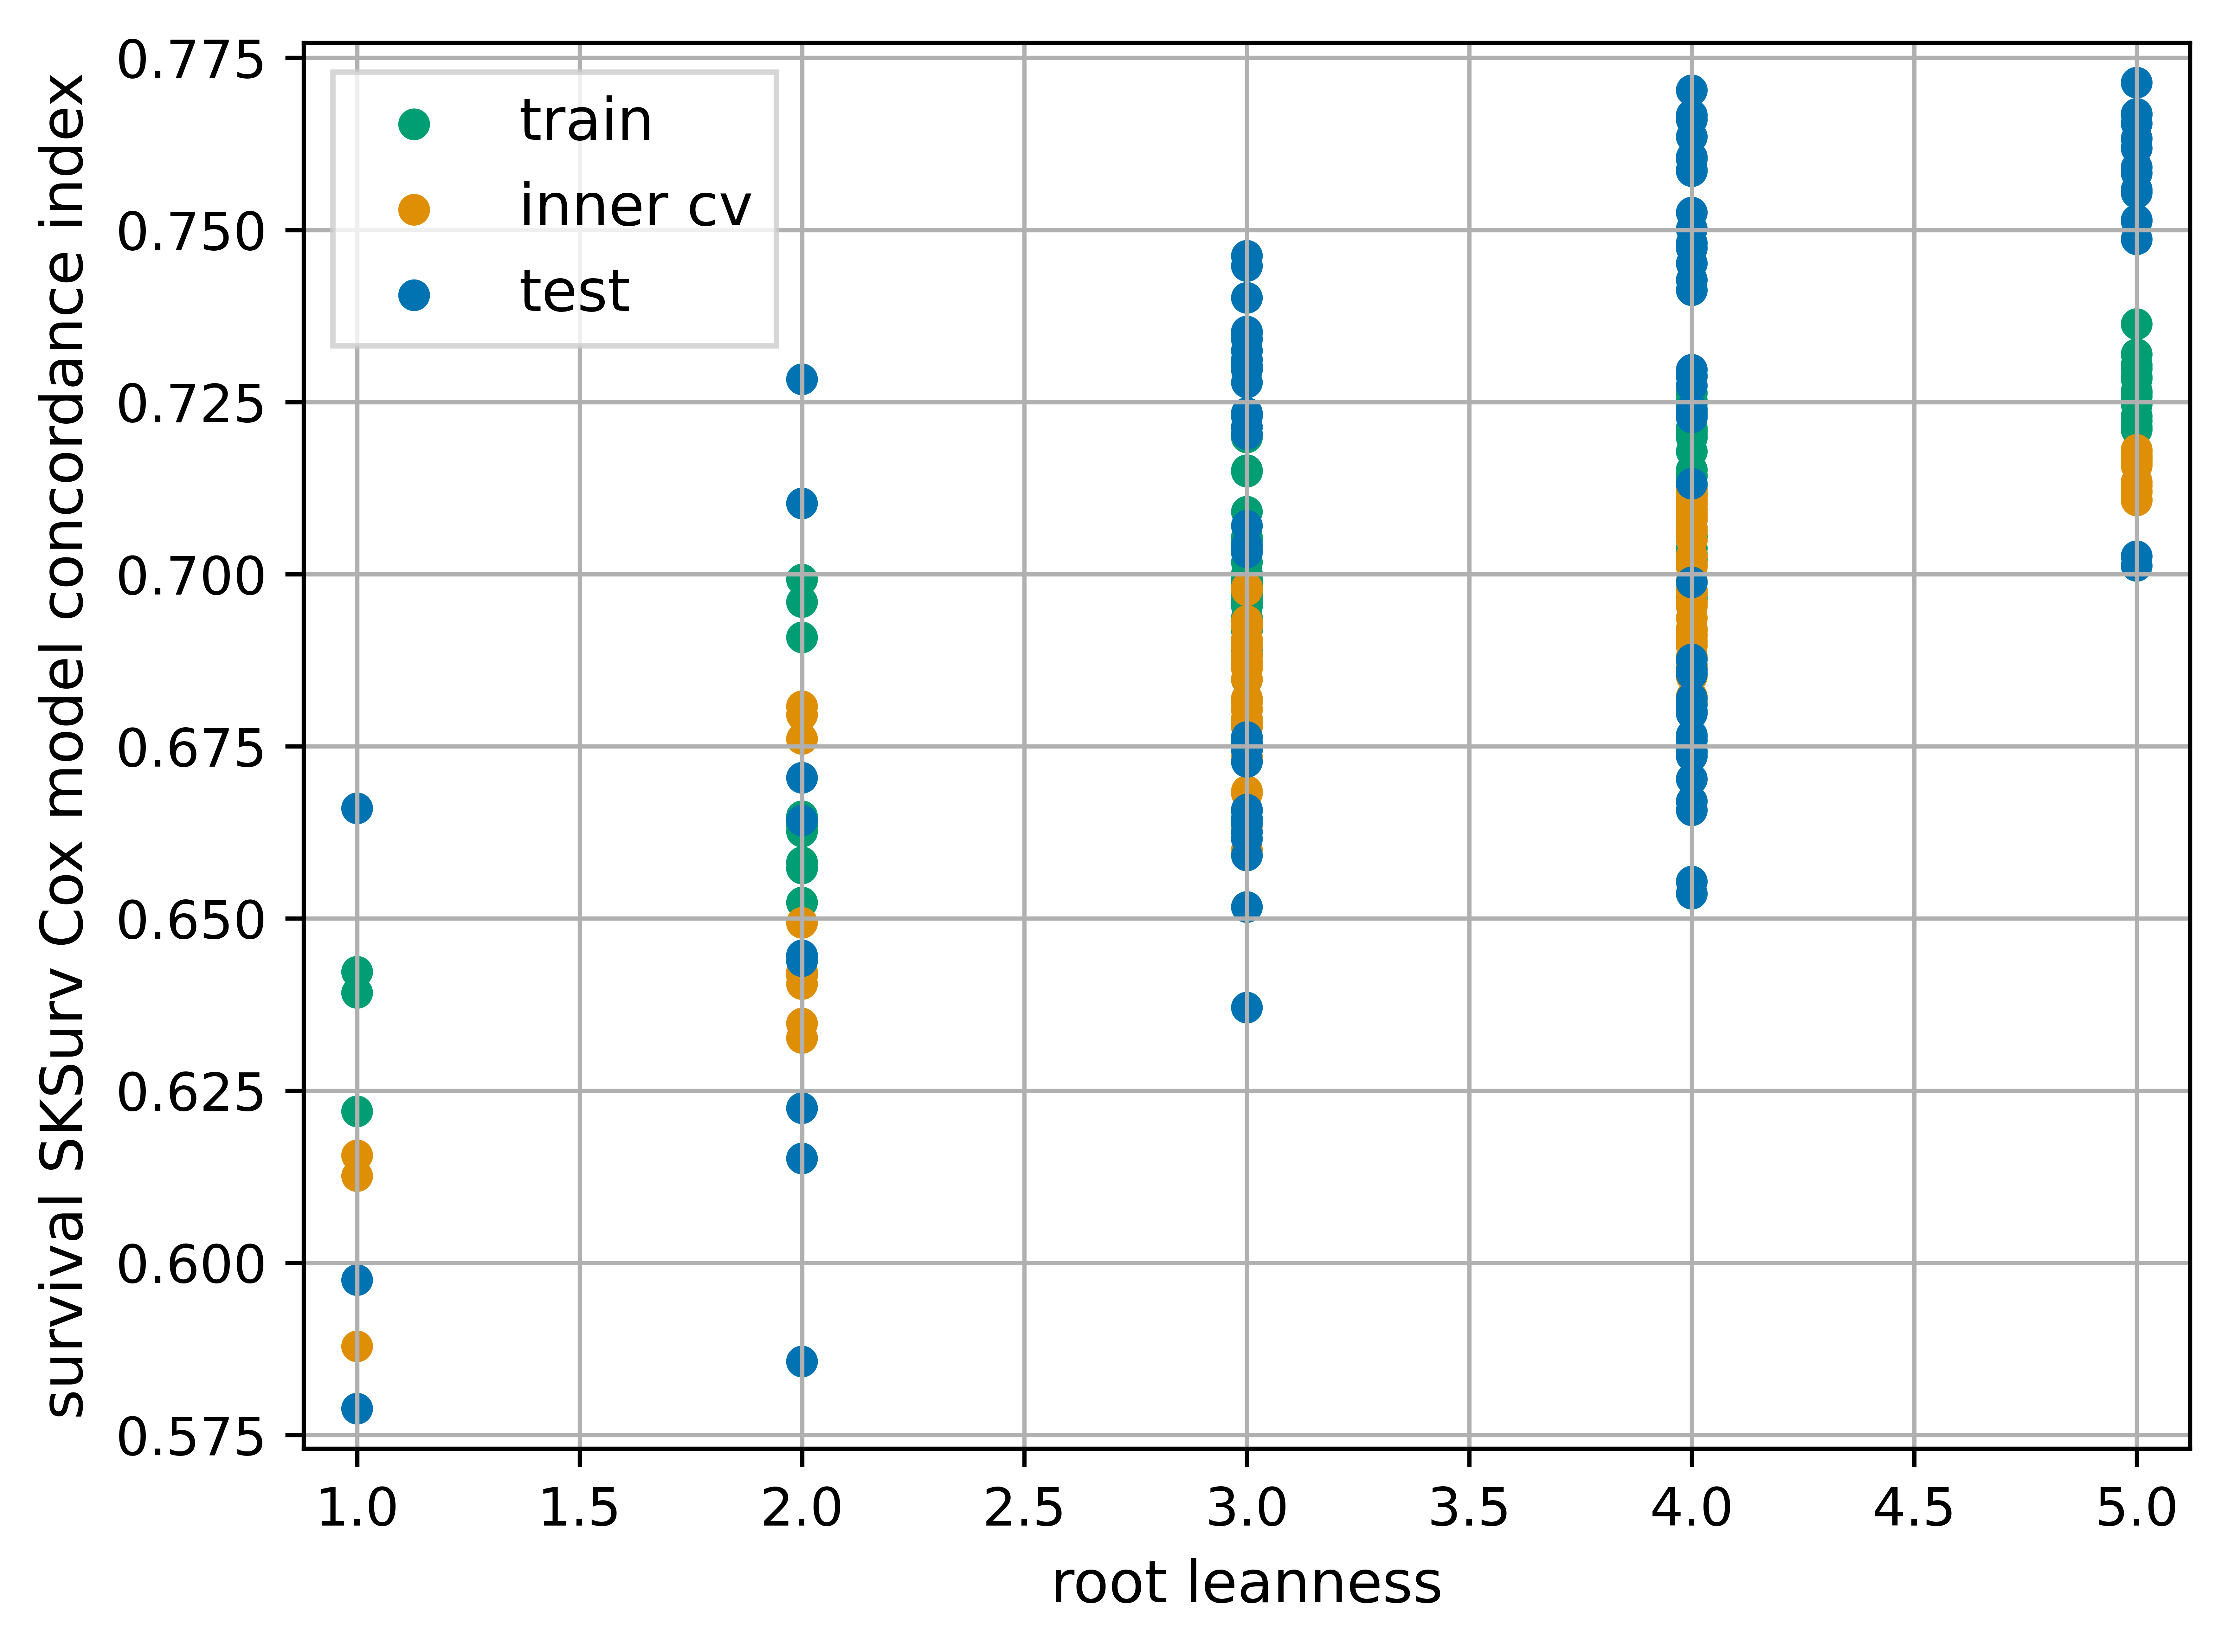 survival SKSurv Cox model concordance index
0.775
0.750
0.725
0.700
0.675
0.650
0.625
0.600
0.575
train
inner cv
test
1.0 1.5 2.0 2.5 3.0 3.5 4.0 4.5 5.0
root leanness